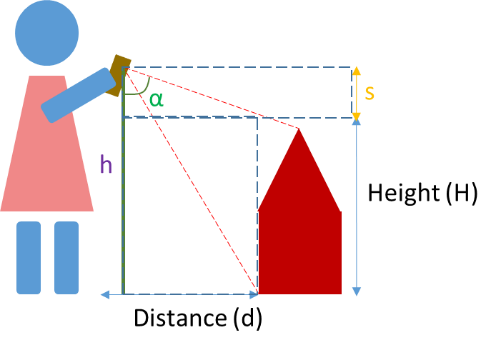 s
α
h
Height (H)
Distance (d)